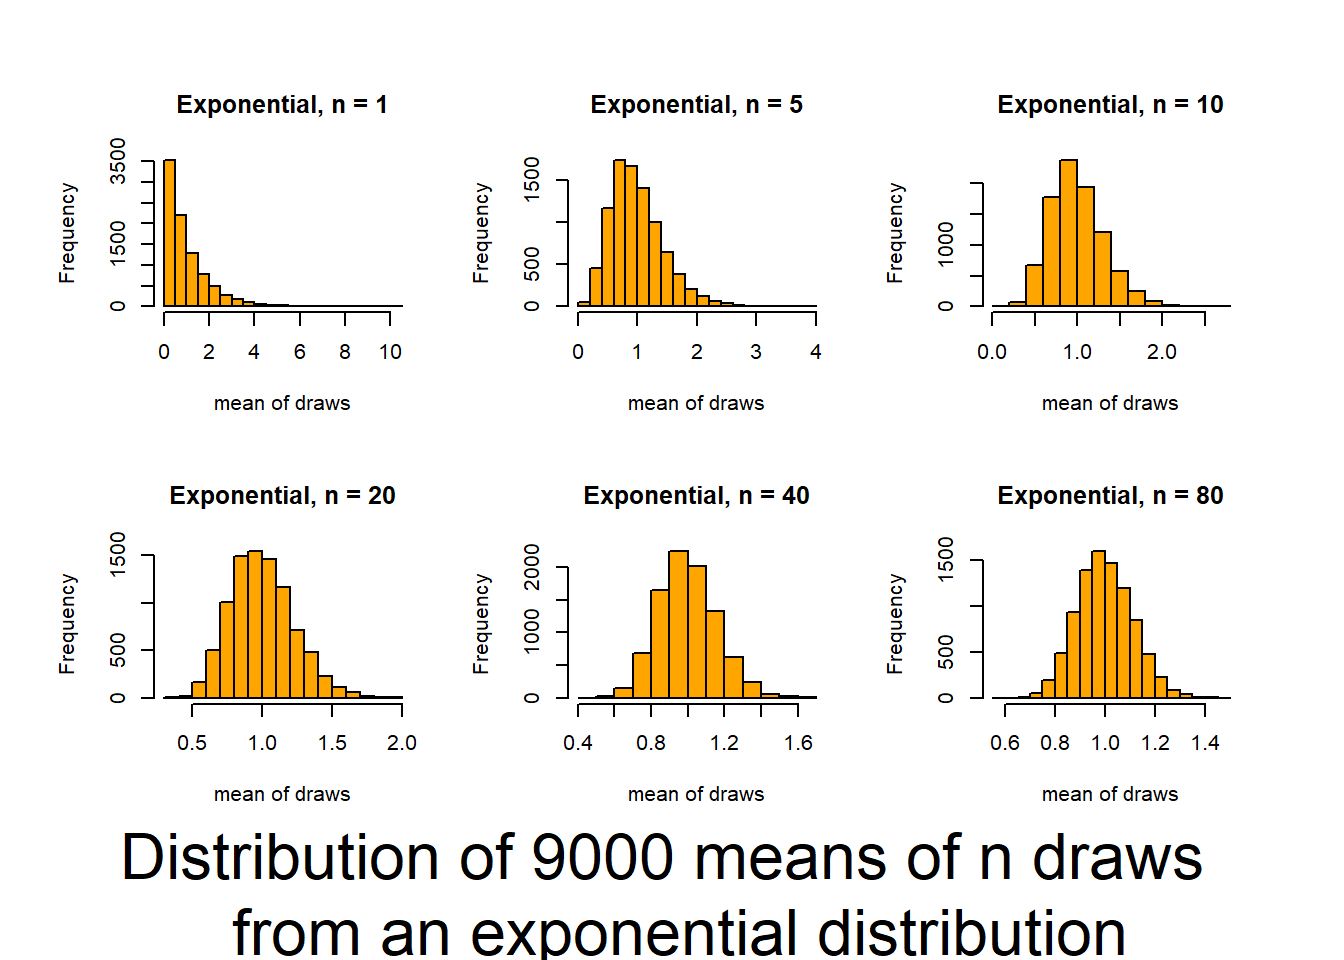 Exponential, n = 1
Frequency
3500
1500
0
0 2 4 6 8 10
mean of draws
Exponential, n = 5
Frequency
1500
500
0
0 1 2 3 4
mean of draws
Exponential, n = 10
Frequency
1000
0
0.0 1.0 2.0
mean of draws
Exponential, n = 20
Frequency
1500
500
0
0.5 1.0 1.5 2.0
mean of draws
Exponential, n = 40
Frequency
2000
1000
0
0.4 0.8 1.2 1.6
mean of draws
Exponential, n = 80
Frequency
1500
500
0
0.6 0.8 1.0 1.2 1.4
mean of draws
Distribution of 9000 means of n draws
from an exponential distribution